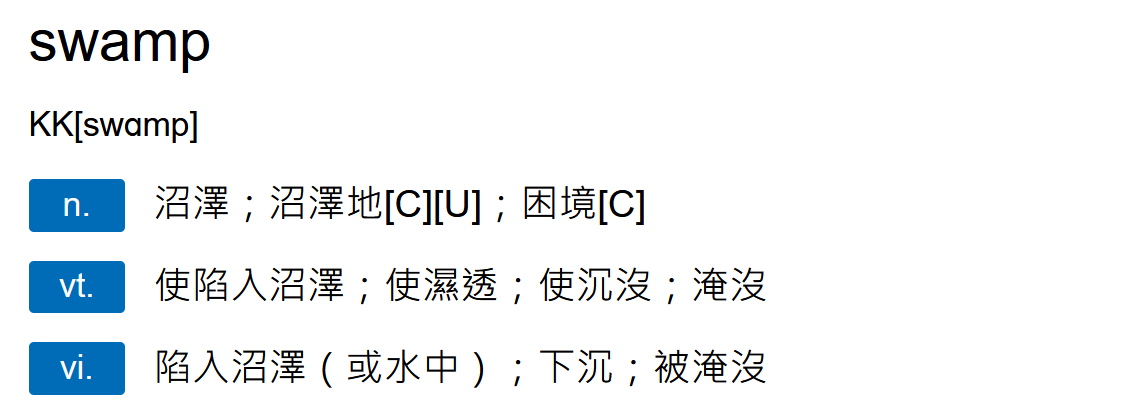 swamp
KK[swɑmp]
n. 沼澤；沼澤地[C][U]；困境[C]
vt. 使陷入沼澤；使濕透；使沉沒；淹沒
vi. 陷入沼澤（或水中）；下沉；被淹沒